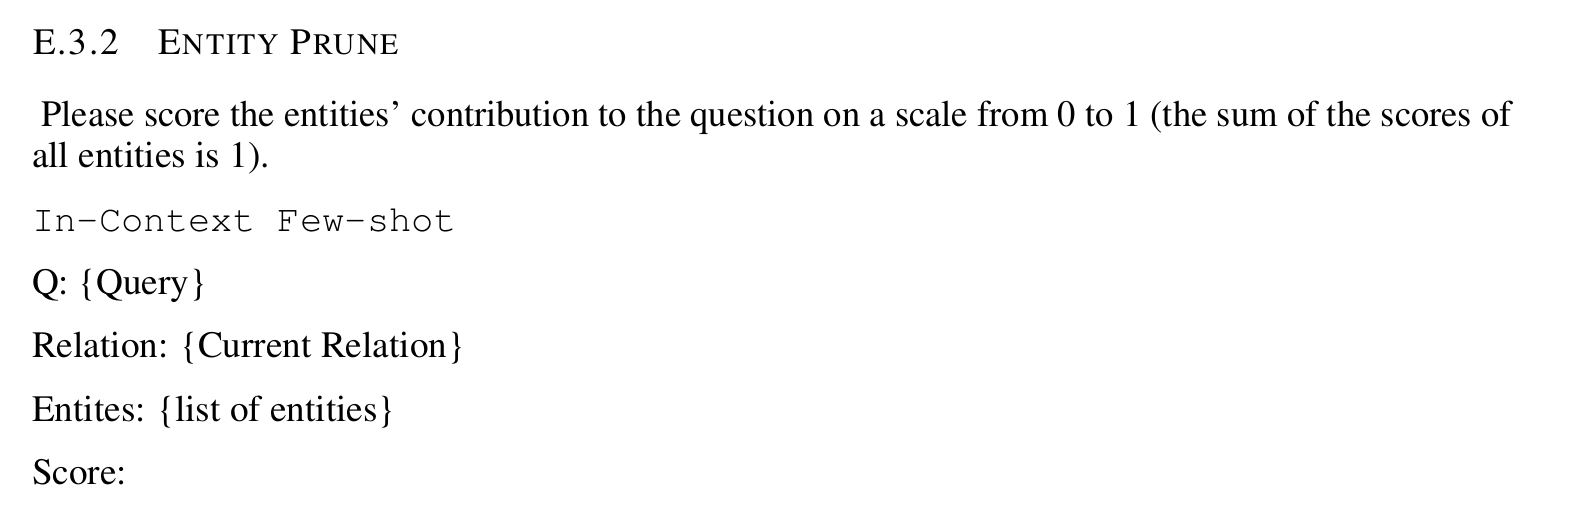 E.3.2 ENTITY PRUNE
Please score the entities’ contribution to the question on a scale from 0 to 1 (the sum of the scores of
all entities is 1).
In-Context Few-shot
Q: {Query}
Relation: {Current Relation}
Entites: {list of entities}
Score: